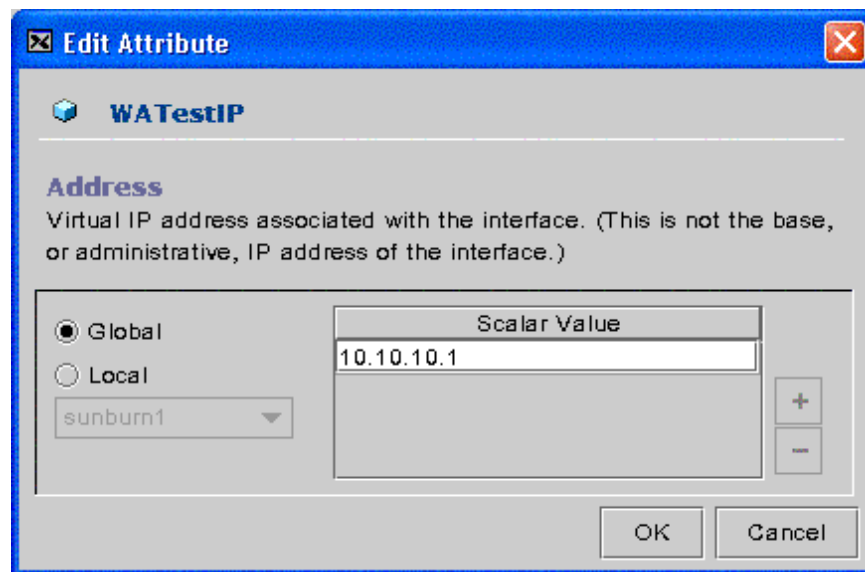 Edit Attribute
WATestIP
Address
Virtual IP address associated with the interface. (This is not the base,
or administrative, IP address of the interface.)
Global
Local
sunburn1
Scalar Value
10.10.10.1
+
−
OK
Cancel